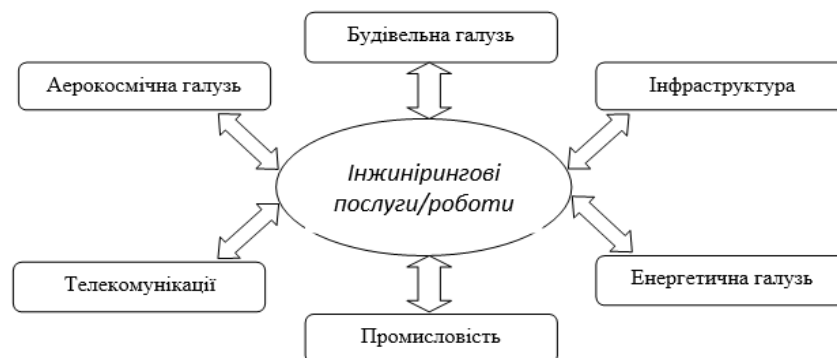 Будівельна галузь
Аерокосмічна галузь
Інфраструктура
Інжинірингові
послуги/роботи
Телекомунікації
Енергетична галузь
Промисловість